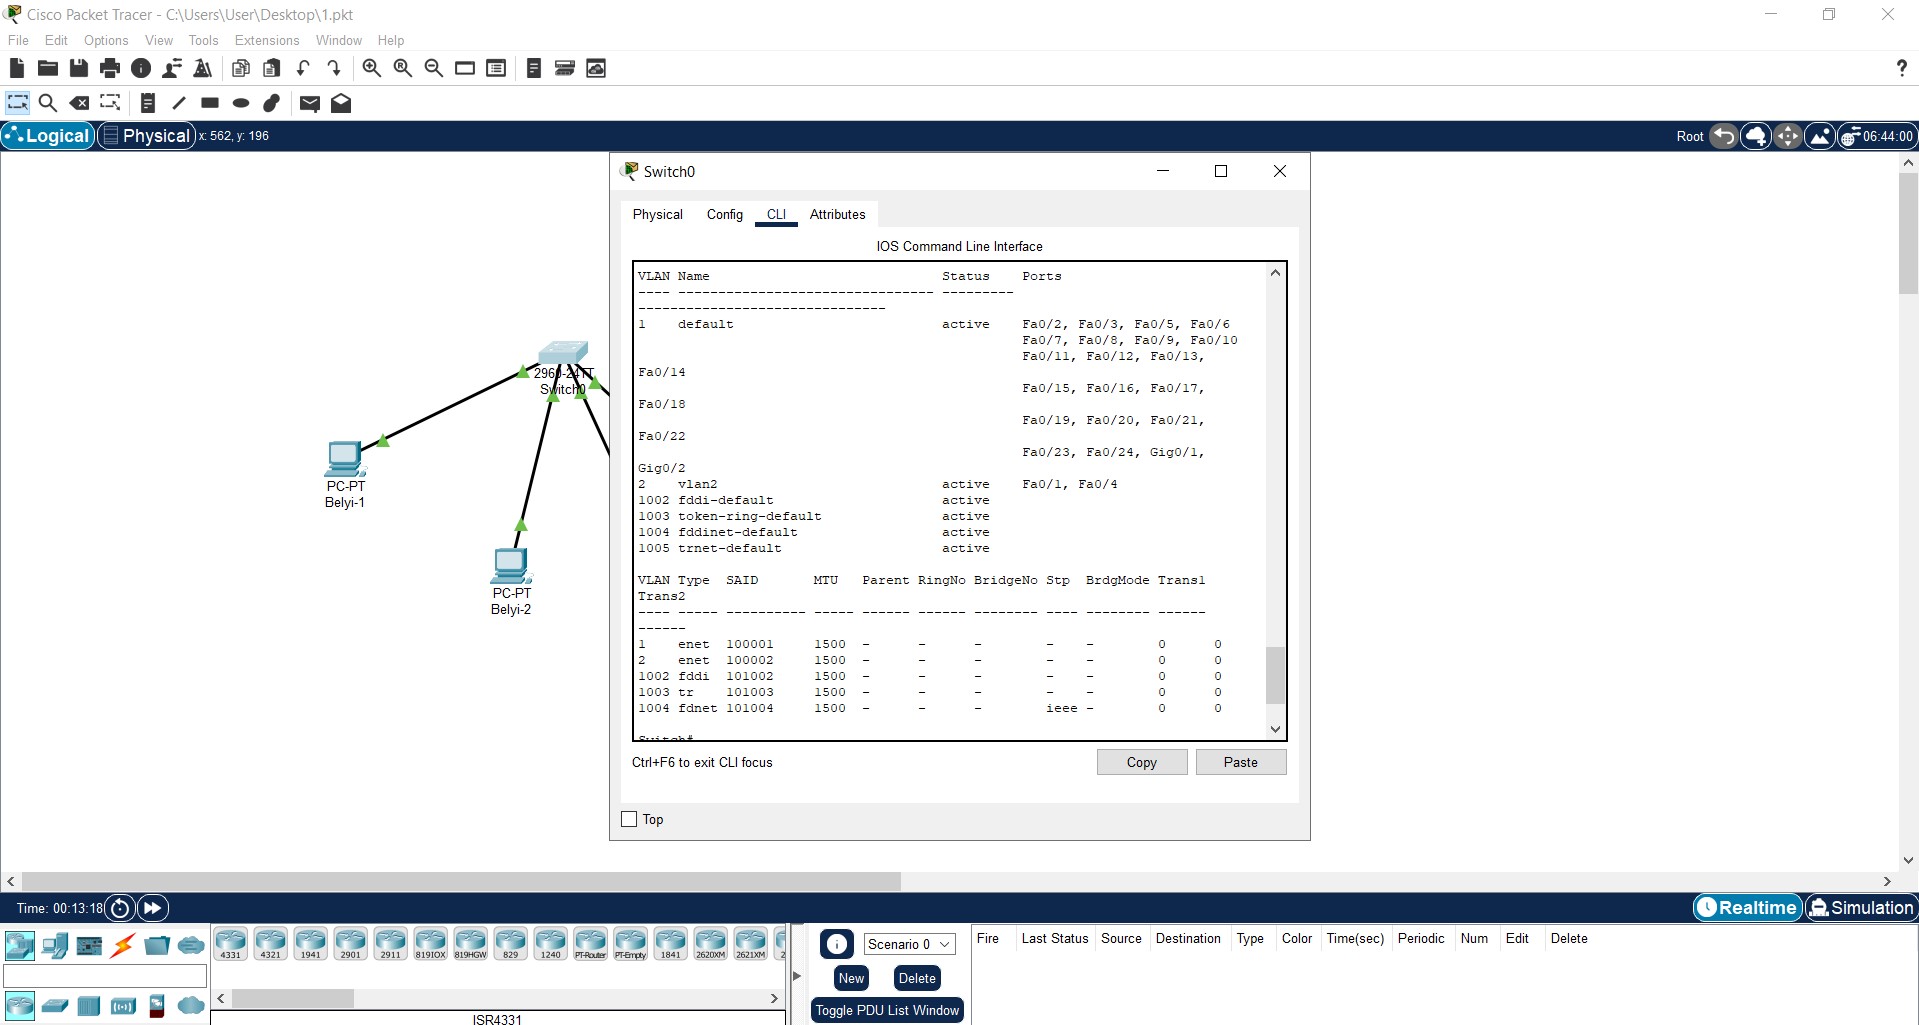 Cisco Packet Tracer - C:\Users\User\Desktop\1.pkt
File Edit Options View Tools Extensions Window Help
Logical Physical x: 562, y: 196 Root 06:44:00
Switch0
Physical Config CLI Attributes
IOS Command Line Interface
VLAN Name                             Status    Ports
---- -------------------------------- --------- 
-------------------------------
1    default                          active    Fa0/2, Fa0/3, Fa0/5, Fa0/6
                                                Fa0/7, Fa0/8, Fa0/9, Fa0/10
                                                Fa0/11, Fa0/12, Fa0/13, 
Fa0/14
                                                Fa0/15, Fa0/16, Fa0/17, 
Fa0/18
                                                Fa0/19, Fa0/20, Fa0/21, 
Fa0/22
                                                Fa0/23, Fa0/24, Gig0/1, 
Gig0/2
2    vlan2                            active    Fa0/1, Fa0/4
1002 fddi-default                     active    
1003 token-ring-default               active    
1004 fddinet-default                  active    
1005 trnet-default                    active    
VLAN Type  SAID       MTU   Parent RingNo BridgeNo Stp  BrdgMode Trans1 
Trans2
---- ----- ---------- ----- ------ ------ -------- ---- -------- ------ 
------
1    enet  100001     1500  -      -      -        -    -        0      0
2    enet  100002     1500  -      -      -        -    -        0      0
1002 fddi  101002     1500  -      -      -        -    -        0      0
1003 tr    101003     1500  -      -      -        -    -        0      0
1004 fdnet 101004     1500  -      -      -        ieee -        0      0
Switch#
Ctrl+F6 to exit CLI focus
Copy Paste
Top
2960-24TT
Switch0
PC-PT
Belyi-1
PC-PT
Belyi-2
Time: 00:13:18 Realtime Simulation
4331 4321 1941 2901 2911 819IOX 819HGW 829 1240 PT-Router PT-Empty 1841 2620XM 2621XM 2
ISR4331
Scenario 0
New Delete
Toggle PDU List Window
Fire Last Status Source Destination Type Color Time(sec) Periodic Num Edit Delete